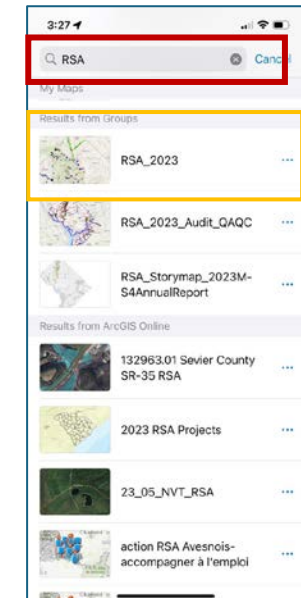 3:27
RSA
Cancel
My Maps
Results from Groups
RSA_2023
RSA_2023_Audit_QAQC
RSA_Storymap_2023M-
S4AnnualReport
Results from ArcGIS Online
132963.01 Sevier County
SR-35 RSA
2023 RSA Projects
23_05_NVT_RSA
action RSA Avesnois-
accompagner à l'emploi